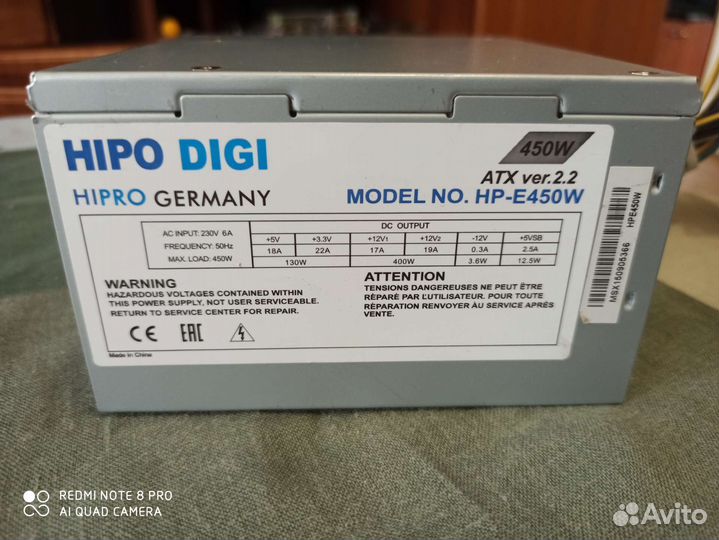 HIPO DIGI
450W
ATX ver.2.2
HIPRO GERMANY
MODEL NO. HP-E450W
AC INPUT: 230V 6A
FREQUENCY: 50Hz
MAX. LOAD: 450W
DC OUTPUT
+5V +3.3V +12V1 +12V2 -12V +5VSB
18A 22A 17A 19A 0.3A 2.5A
130W 400W 3.6W 12.5W
WARNING
HAZARDOUS VOLTAGES CONTAINED WITHIN
THIS POWER SUPPLY, NOT USER SERVICEABLE.
RETURN TO SERVICE CENTER FOR REPAIR.
ATTENTION
TENSIONS DANGEREUSES NE PEUT ÊTRE
RÉPARÉ PAR L'UTILISATEUR. POUR TOUTE
RÉPARATION RENVOYER AU SERVICE APRÉS
VENTE.
CE EAC
Made in China
MSX150905366
HPE450W
REDMI NOTE 8 PRO
AI QUAD CAMERA
Avito